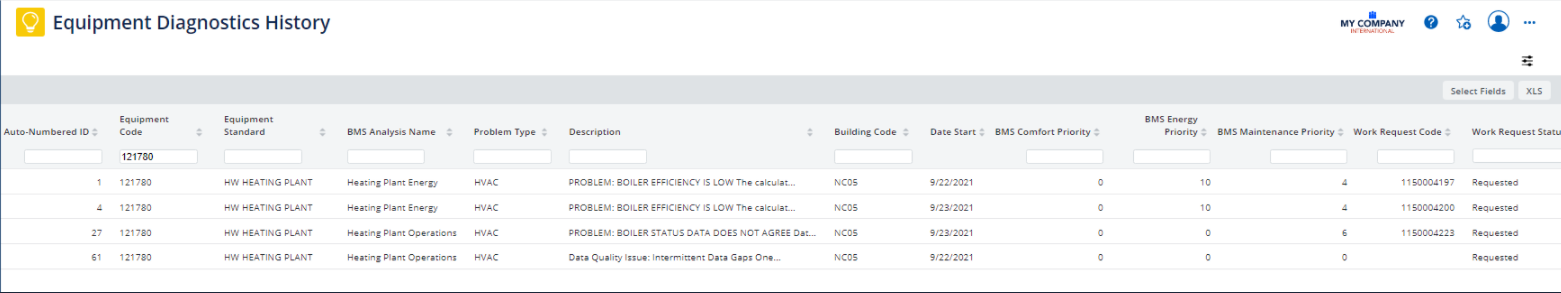 Equipment Diagnostics History
MY COMPANY
INTERNATIONAL
Select Fields XLS
Auto-Numbered ID Equipment Code Equipment Standard BMS Analysis Name Problem Type Description Building Code Date Start BMS Comfort Priority BMS Energy Priority BMS Maintenance Priority Work Request Code Work Request Statu
121780
1 121780 HW HEATING PLANT Heating Plant Energy HVAC PROBLEM: BOILER EFFICIENCY IS LOW The calculat... NC05 9/22/2021 0 10 4 1150004197 Requested
4 121780 HW HEATING PLANT Heating Plant Energy HVAC PROBLEM: BOILER EFFICIENCY IS LOW The calculat... NC05 9/23/2021 0 10 4 1150004200 Requested
27 121780 HW HEATING PLANT Heating Plant Operations HVAC PROBLEM: BOILER STATUS DATA DOES NOT AGREE Dat... NC05 9/23/2021 0 0 6 1150004223 Requested
61 121780 HW HEATING PLANT Heating Plant Operations HVAC Data Quality Issue: Intermittent Data Gaps One... NC05 9/22/2021 0 0 0 Requested